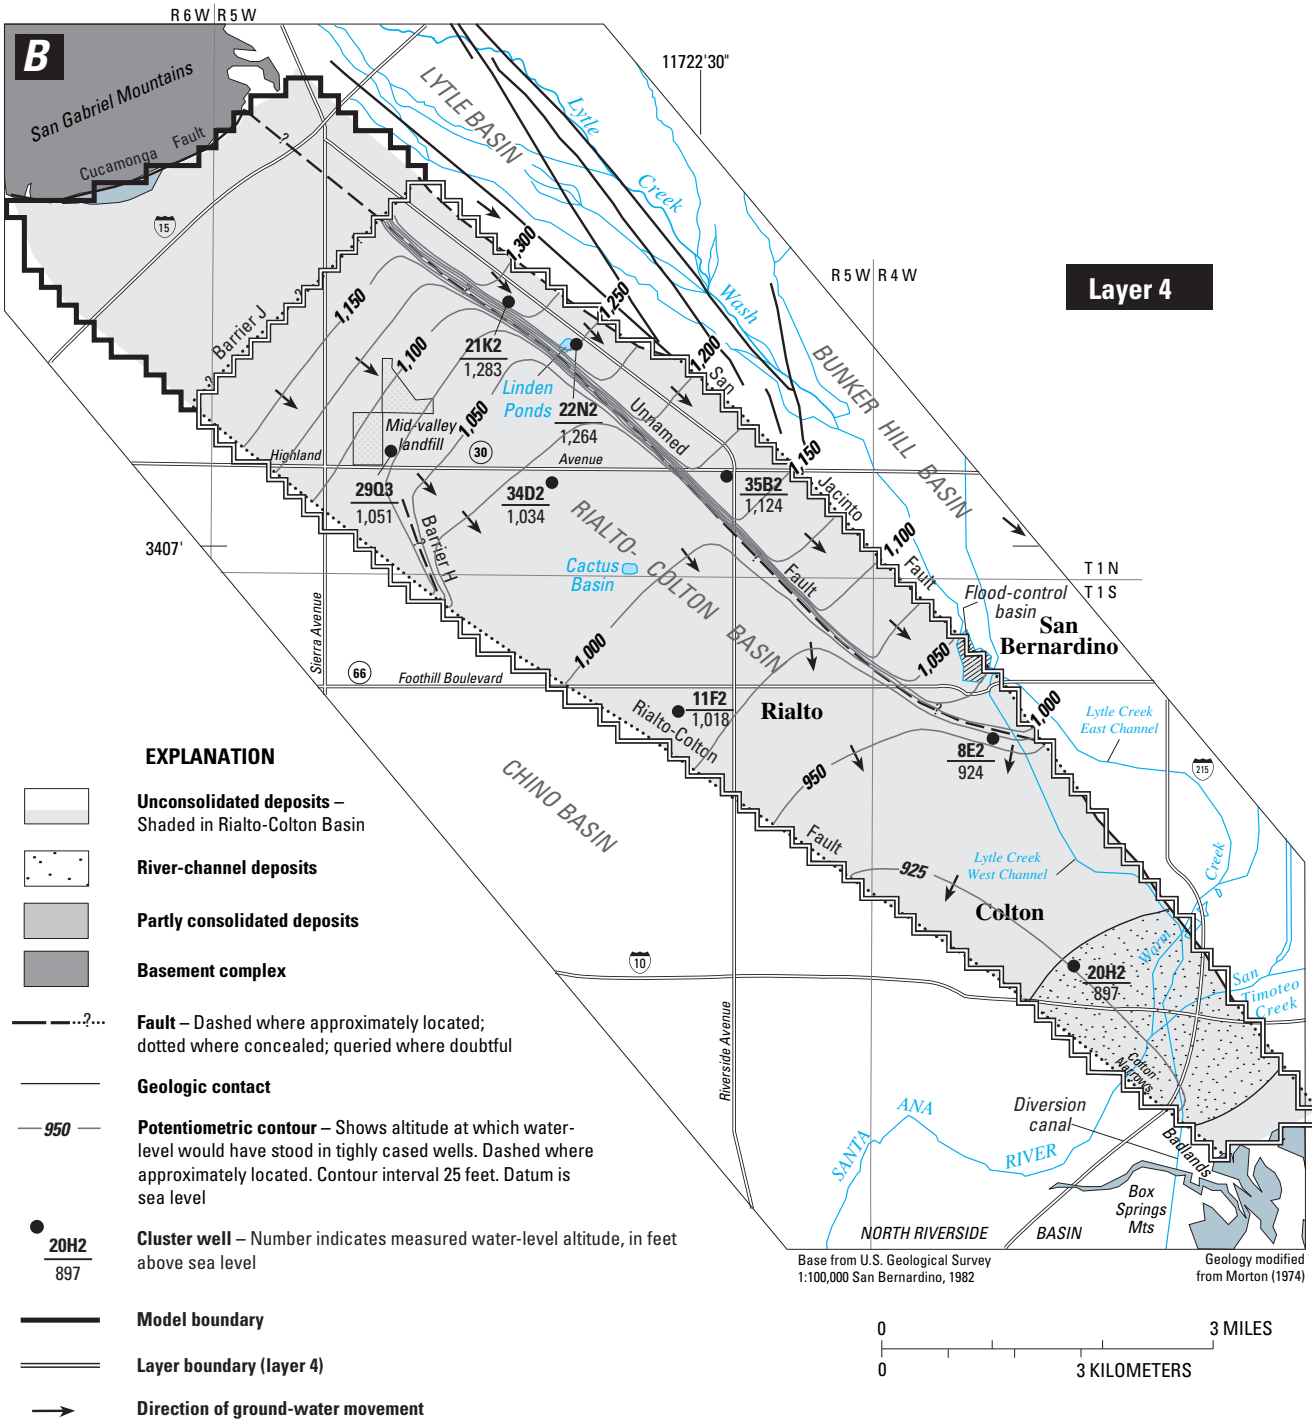 R 6 W R 5 W
B
San Gabriel Mountains
Cucamonga Fault
LYTLE BASIN
Lytle
Creek
Wash
11722'30"
R 5 W R 4 W
Layer 4
15
?
1,300
1,250
1,200
1,150
1,100
1,050
1,000
1,150
1,100
1,050
1,000
950
925
Barrier J
?
?
21K2
1,283
Linden
Ponds
22N2
1,264
San
Jacinto
Fault
Unnamed
Fault
BUNKER HILL BASIN
Mid-valley
landfill
Highland
30
Avenue
29Q3
1,051
34D2
1,034
35B2
1,124
Barrier H
?
3407'
RIALTO-
COLTON BASIN
Cactus
Basin
?
T 1 N
T 1 S
Flood-control
basin
San
Bernardino
Sierra Avenue
66
Foothill Boulevard
11F2
1,018
Rialto
Rialto-Colton
Fault
?
8E2
924
Lytle Creek
East Channel
215
CHINO BASIN
Lytle Creek
West Channel
Colton
Warm
Creek
20H2
897
San
Timoteo
Creek
10
Riverside Avenue
Colton
Narrows
Diversion
canal
Badlands
SANTA
ANA
RIVER
Box
Springs
Mts
NORTH RIVERSIDE BASIN
Base from U.S. Geological Survey
1:100,000 San Bernardino, 1982
Geology modified
from Morton (1974)
0 3 MILES
0 3 KILOMETERS
EXPLANATION
Unconsolidated deposits –
Shaded in Rialto-Colton Basin
River-channel deposits
Partly consolidated deposits
Basement complex
?
Fault – Dashed where approximately located;
dotted where concealed; queried where doubtful
Geologic contact
950
Potentiometric contour – Shows altitude at which water-
level would have stood in tighly cased wells. Dashed where
approximately located. Contour interval 25 feet. Datum is
sea level
20H2
897
Cluster well – Number indicates measured water-level altitude, in feet
above sea level
Model boundary
Layer boundary (layer 4)
Direction of ground-water movement